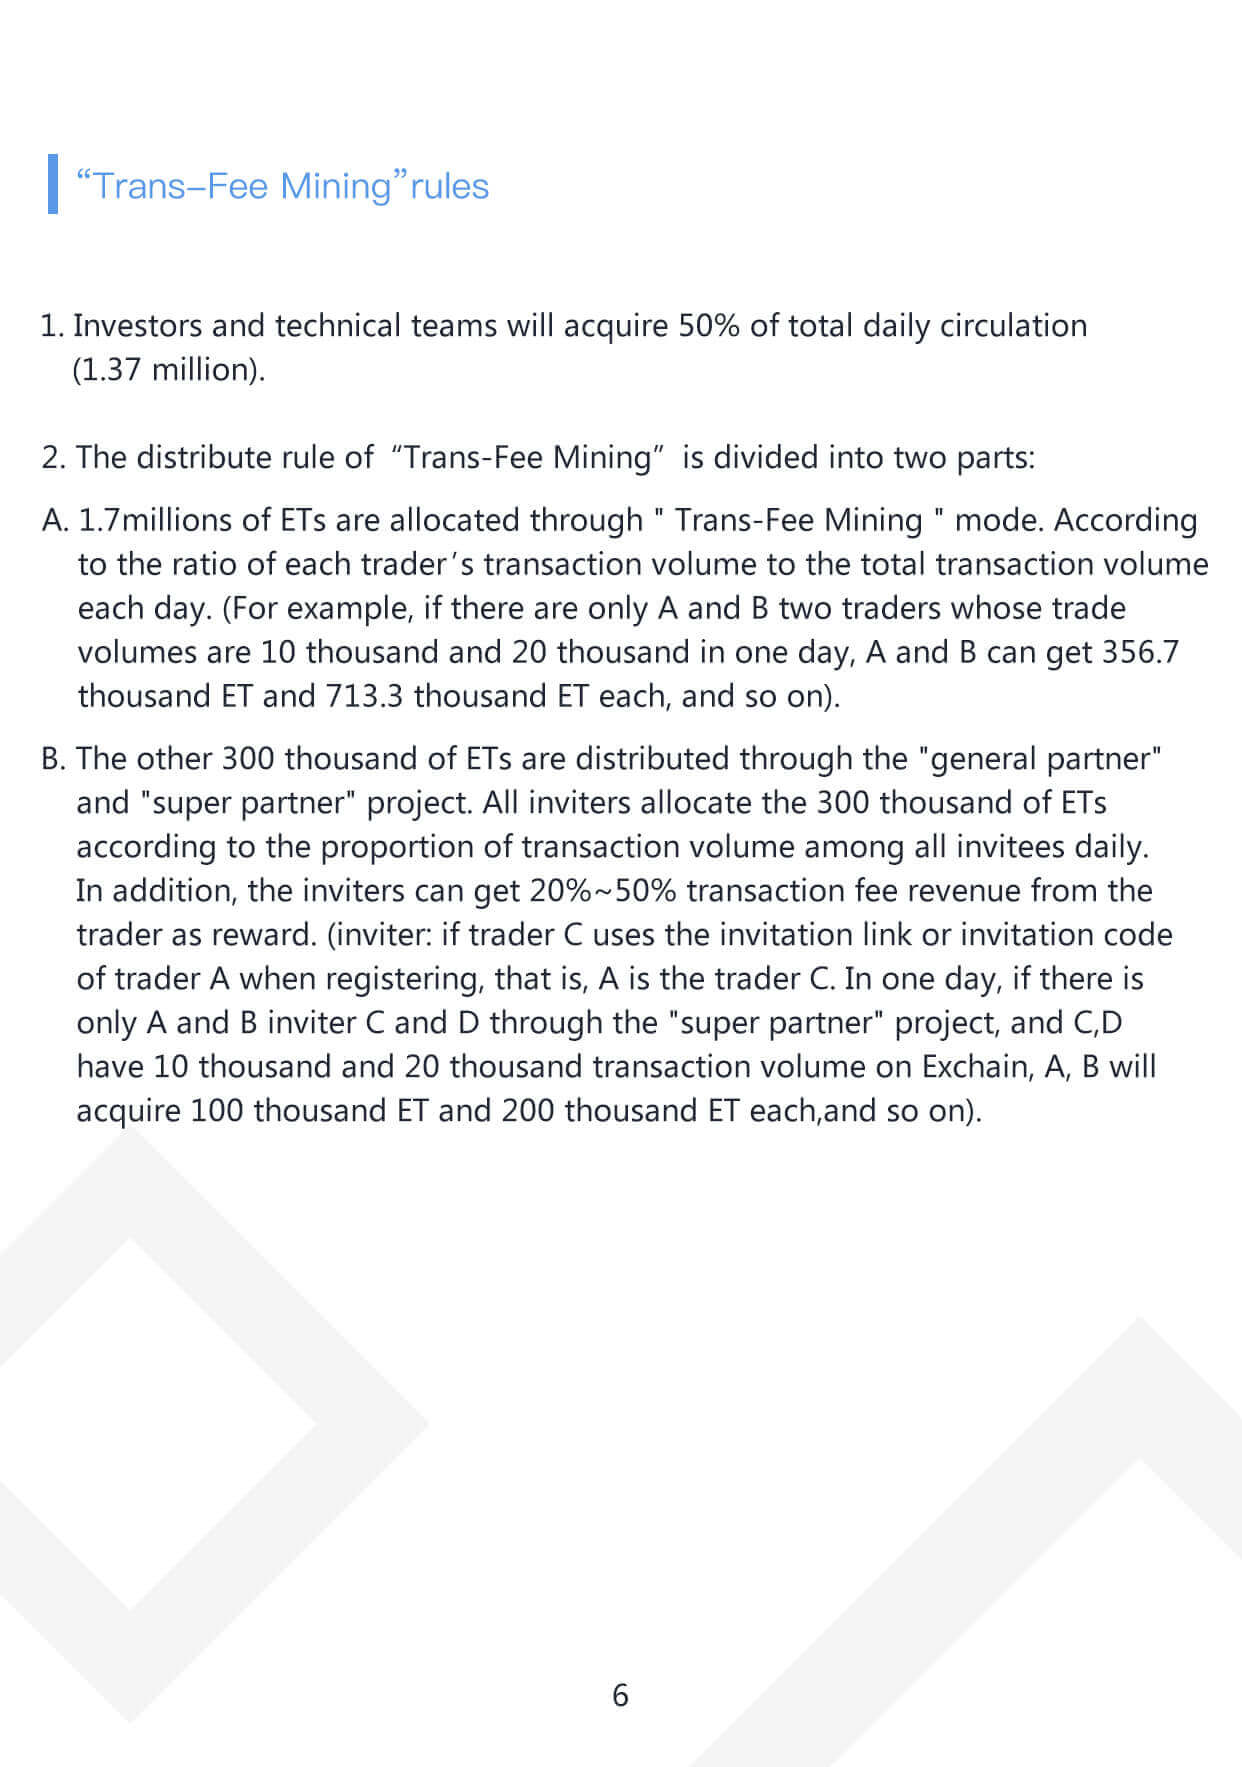 “Trans–Fee Mining”rules
1. Investors and technical teams will acquire 50% of total daily circulation
(1.37 million).
2. The distribute rule of “Trans-Fee Mining” is divided into two parts:
A. 1.7millions of ETs are allocated through " Trans-Fee Mining " mode. According
to the ratio of each trader′s transaction volume to the total transaction volume
each day. (For example, if there are only A and B two traders whose trade
volumes are 10 thousand and 20 thousand in one day, A and B can get 356.7
thousand ET and 713.3 thousand ET each, and so on).
B. The other 300 thousand of ETs are distributed through the "general partner"
and "super partner" project. All inviters allocate the 300 thousand of ETs
according to the proportion of transaction volume among all invitees daily.
In addition, the inviters can get 20%~50% transaction fee revenue from the
trader as reward. (inviter: if trader C uses the invitation link or invitation code
of trader A when registering, that is, A is the trader C. In one day, if there is
only A and B inviter C and D through the "super partner" project, and C,D
have 10 thousand and 20 thousand transaction volume on Exchain, A, B will
acquire 100 thousand ET and 200 thousand ET each,and so on).
6